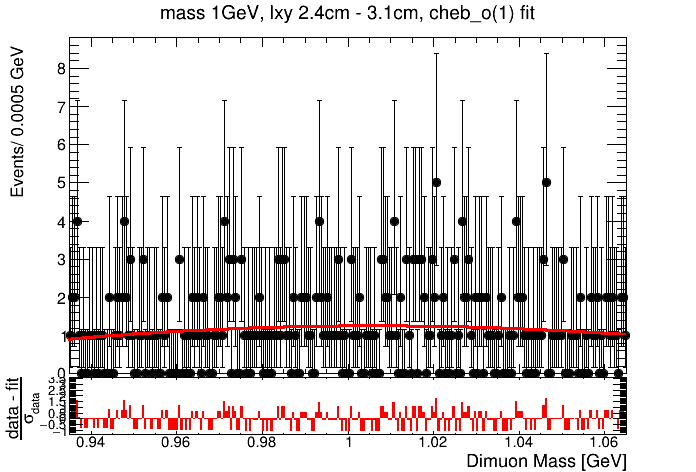 mass 1GeV, lxy 2.4cm - 3.1cm, cheb_o(1) fit
Events/ 0.0005 GeV
8
7
6
5
4
3
2
1
0
data - fit
σdata
0.94 0.96 0.98 1 1.02 1.04 1.06
Dimuon Mass [GeV]